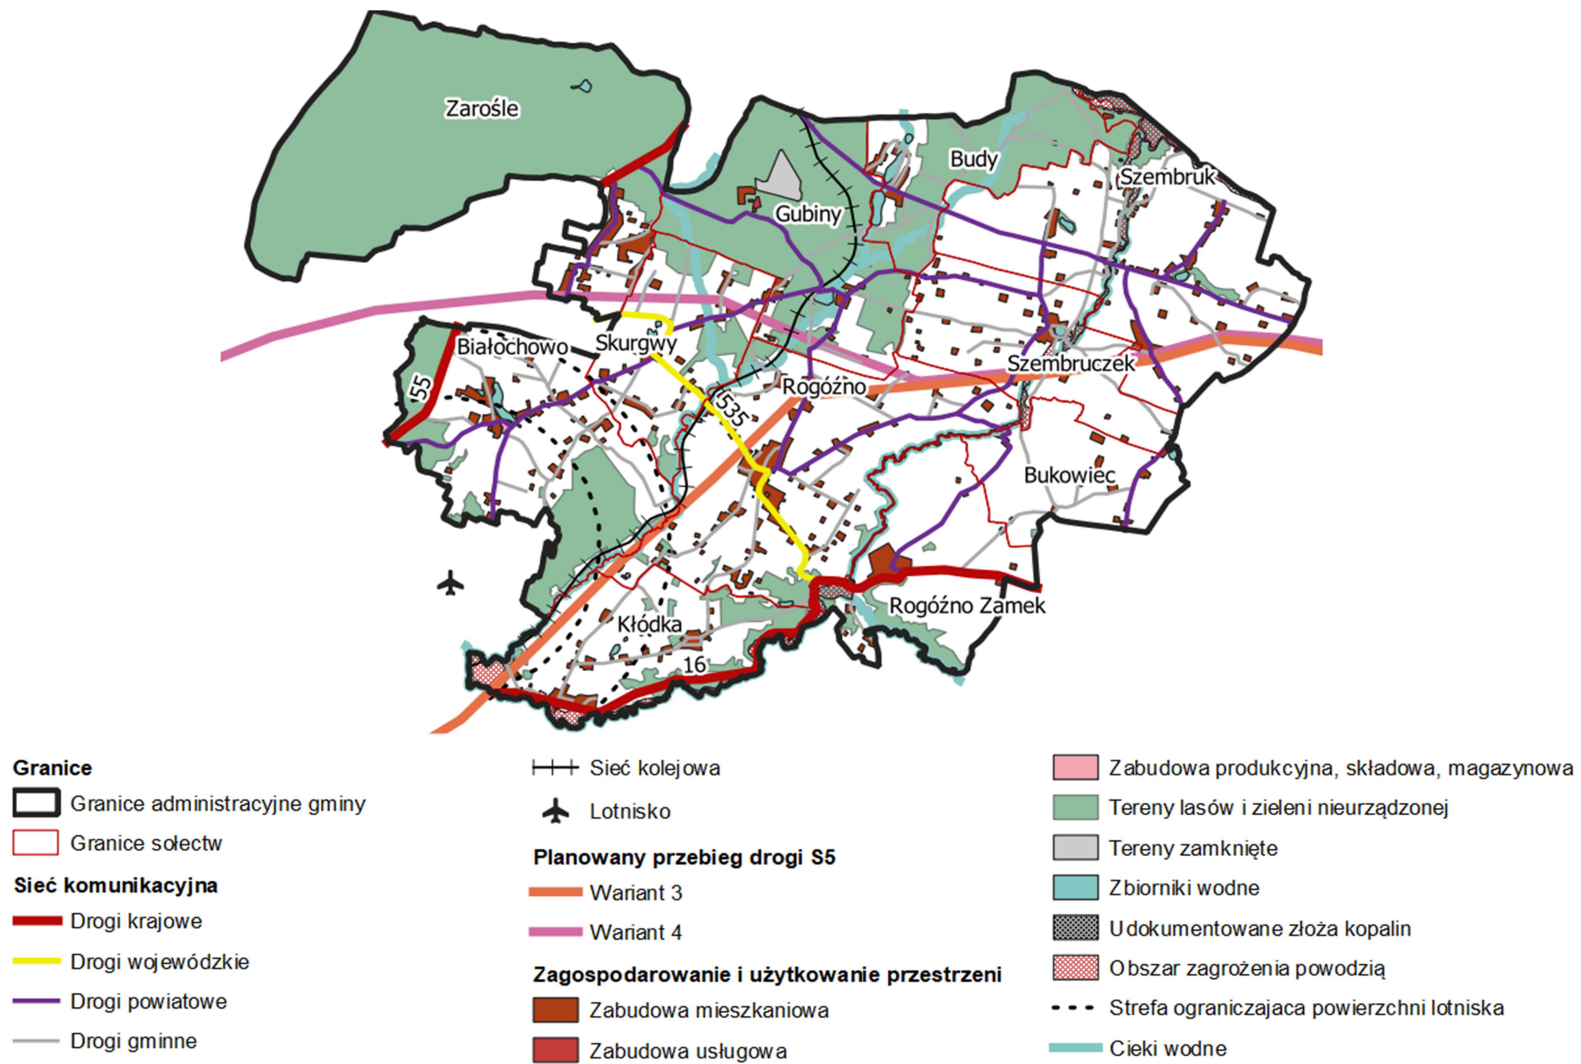 Zarośle
Budy
Szembruk
Gubiny
Białochowo
Skurgwy
Szembruczek
55
Rogóźno
535
Bukowiec
Rogóźno Zamek
Kłódka
16
Granice
Granice administracyjne gminy
Granice sołectw
Sieć komunikacyjna
Drogi krajowe
Drogi wojewódzkie
Drogi powiatowe
Drogi gminne
Sieć kolejowa
Lotnisko
Planowany przebieg drogi S5
Wariant 3
Wariant 4
Zagospodarowanie i użytkowanie przestrzeni
Zabudowa mieszkaniowa
Zabudowa usługowa
Zabudowa produkcyjna, składowa, magazynowa
Tereny lasów i zieleni nieurządzonej
Tereny zamknięte
Zbiorniki wodne
Udokumentowane złoża kopalin
Obszar zagrożenia powodzią
Strefa ograniczajaca powierzchni lotniska
Cieki wodne